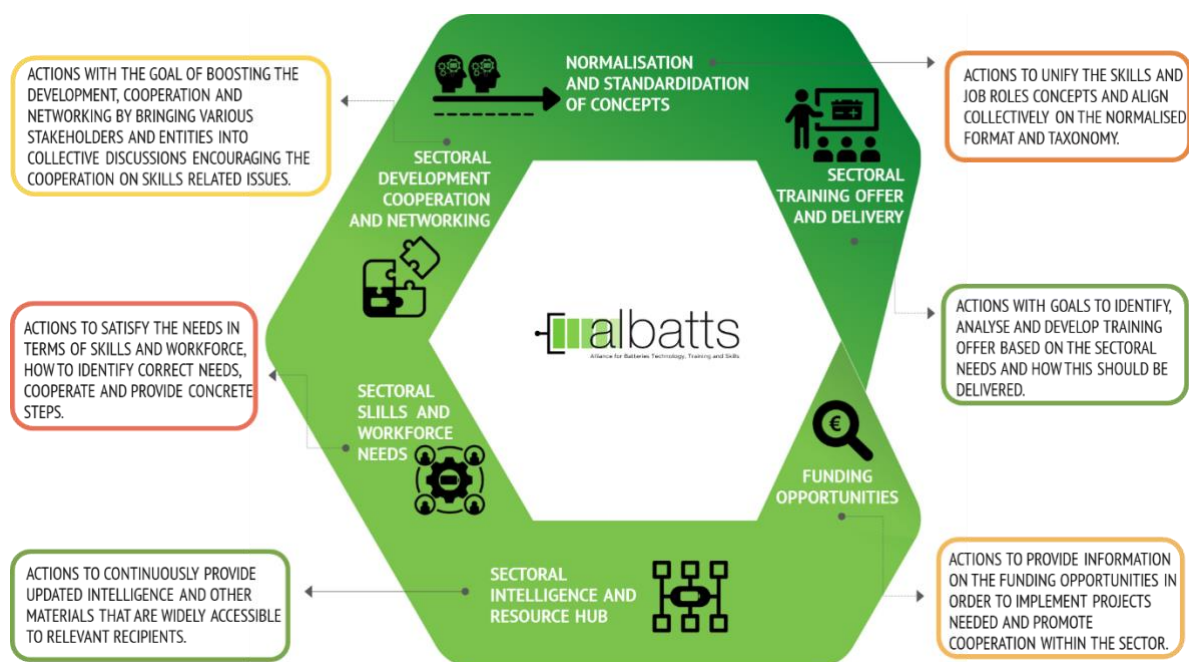 ACTIONS WITH THE GOAL OF BOOSTING THE
DEVELOPMENT, COOPERATION AND
NETWORKING BY BRINGING VARIOUS
STAKEHOLDERS AND ENTITIES INTO
COLLECTIVE DISCUSSIONS ENCOURAGING THE
COOPERATION ON SKILLS RELATED ISSUES.
NORMALISATION
AND STANDARDIDATION
OF CONCEPTS
ACTIONS TO UNIFY THE SKILLS AND
JOB ROLES CONCEPTS AND ALIGN
COLLECTIVELY ON THE NORMALISED
FORMAT AND TAXONOMY.
SECTORAL
DEVELOPMENT
COOPERATION
AND NETWORKING
SECTORAL
TRAINING OFFER
AND DELIVERY
ACTIONS TO SATISFY THE NEEDS IN
TERMS OF SKILLS AND WORKFORCE,
HOW TO IDENTIFY CORRECT NEEDS,
COOPERATE AND PROVIDE CONCRETE
STEPS.
albatts
Alliance for Batteries Technology, Training and Skills
ACTIONS WITH GOALS TO IDENTIFY,
ANALYSE AND DEVELOP TRAINING
OFFER BASED ON THE SECTORAL
NEEDS AND HOW THIS SHOULD BE
DELIVERED.
SECTORAL
SLILLS AND
WORKFORCE
NEEDS
€
FUNDING
OPPORTUNITIES
ACTIONS TO CONTINUOUSLY PROVIDE
UPDATED INTELLIGENCE AND OTHER
MATERIALS THAT ARE WIDELY ACCESSIBLE
TO RELEVANT RECIPIENTS.
SECTORAL
INTELLIGENCE AND
RESOURCE HUB
ACTIONS TO PROVIDE INFORMATION
ON THE FUNDING OPPORTUNITIES IN
ORDER TO IMPLEMENT PROJECTS
NEEDED AND PROMOTE
COOPERATION WITHIN THE SECTOR.